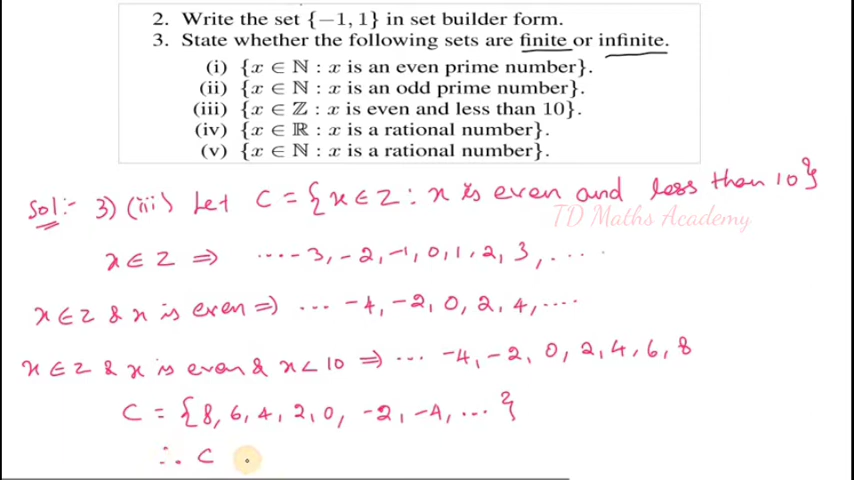 2. Write the set {−1, 1} in set builder form.
3. State whether the following sets are finite or infinite.
(i) {x ∈ ℕ : x is an even prime number}.
(ii) {x ∈ ℕ : x is an odd prime number}.
(iii) {x ∈ ℤ : x is even and less than 10}.
(iv) {x ∈ ℝ : x is a rational number}.
(v) {x ∈ ℕ : x is a rational number}.
Sol:- 3) (iii) Let C = {x ∈ Z : x is even and less than 10}
TD Maths Academy
x ∈ Z ⇒ ....-3, -2, -1, 0, 1, 2, 3, ....
x ∈ Z & x is even ⇒ ... -4, -2, 0, 2, 4, ....
x ∈ Z & x is even & x < 10 ⇒ ... -4, -2, 0, 2, 4, 6, 8
C = {8, 6, 4, 2, 0, -2, -4, ... }
∴ C